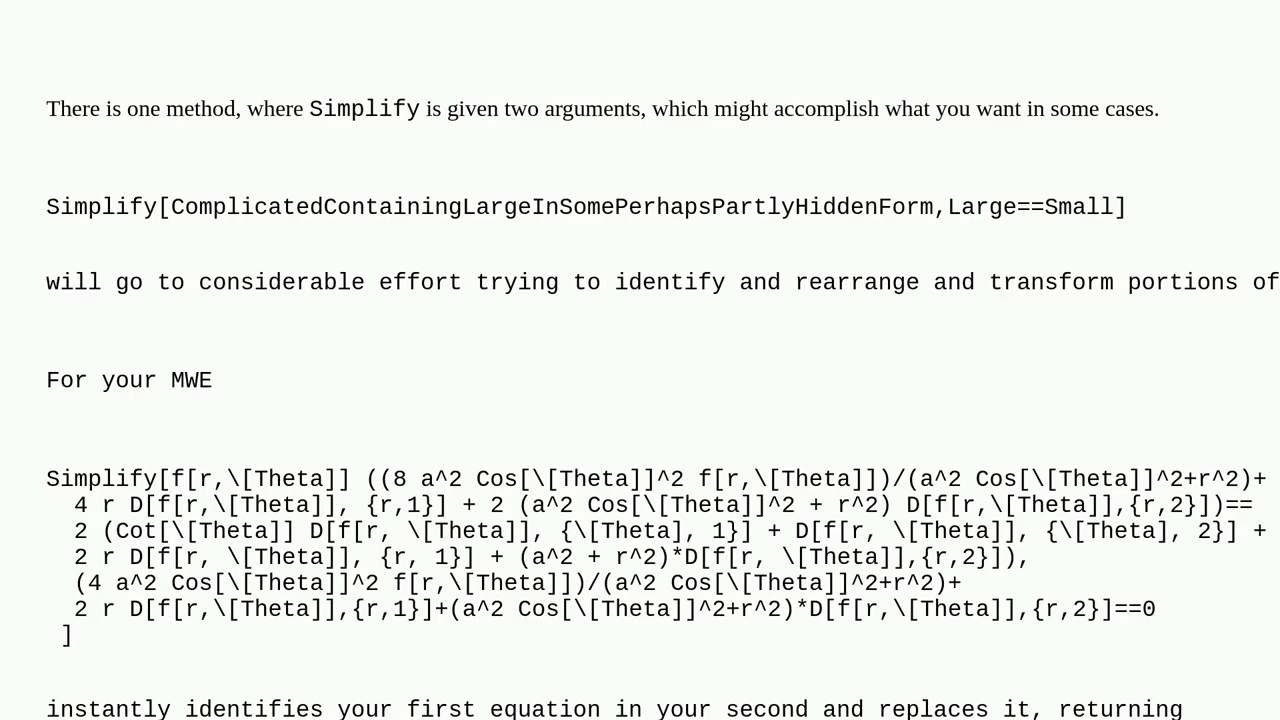 There is one method, where Simplify is given two arguments, which might accomplish what you want in some cases.
Simplify[ComplicatedContainingLargeInSomePerhapsPartlyHiddenForm,Large==Small]
will go to considerable effort trying to identify and rearrange and transform portions of
For your MWE
Simplify[f[r,\[Theta]] ((8 a^2 Cos[\[Theta]]^2 f[r,\[Theta]])/(a^2 Cos[\[Theta]]^2+r^2)+
  4 r D[f[r,\[Theta]], {r,1}] + 2 (a^2 Cos[\[Theta]]^2 + r^2) D[f[r,\[Theta]],{r,2}])==
  2 (Cot[\[Theta]] D[f[r, \[Theta]], {\[Theta], 1}] + D[f[r, \[Theta]], {\[Theta], 2}] +
  2 r D[f[r, \[Theta]], {r, 1}] + (a^2 + r^2)*D[f[r, \[Theta]],{r,2}]),
  (4 a^2 Cos[\[Theta]]^2 f[r,\[Theta]])/(a^2 Cos[\[Theta]]^2+r^2)+
  2 r D[f[r,\[Theta]],{r,1}]+(a^2 Cos[\[Theta]]^2+r^2)*D[f[r,\[Theta]],{r,2}]==0
 ]
instantly identifies your first equation in your second and replaces it, returning